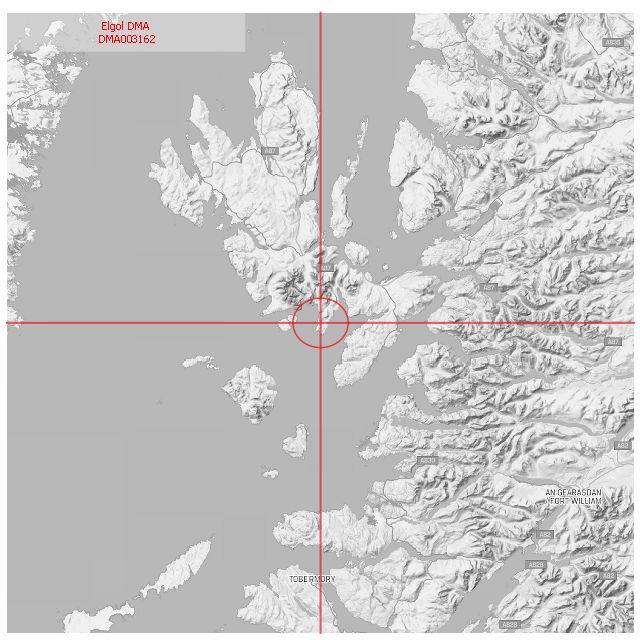 Elgol DMA
DMA003162
A835
A87
A87
A87
A87
A82
A830
AN GEARASDAN
/ FORT WILLIAM
A82
A828
A82
TOBERMORY
A828